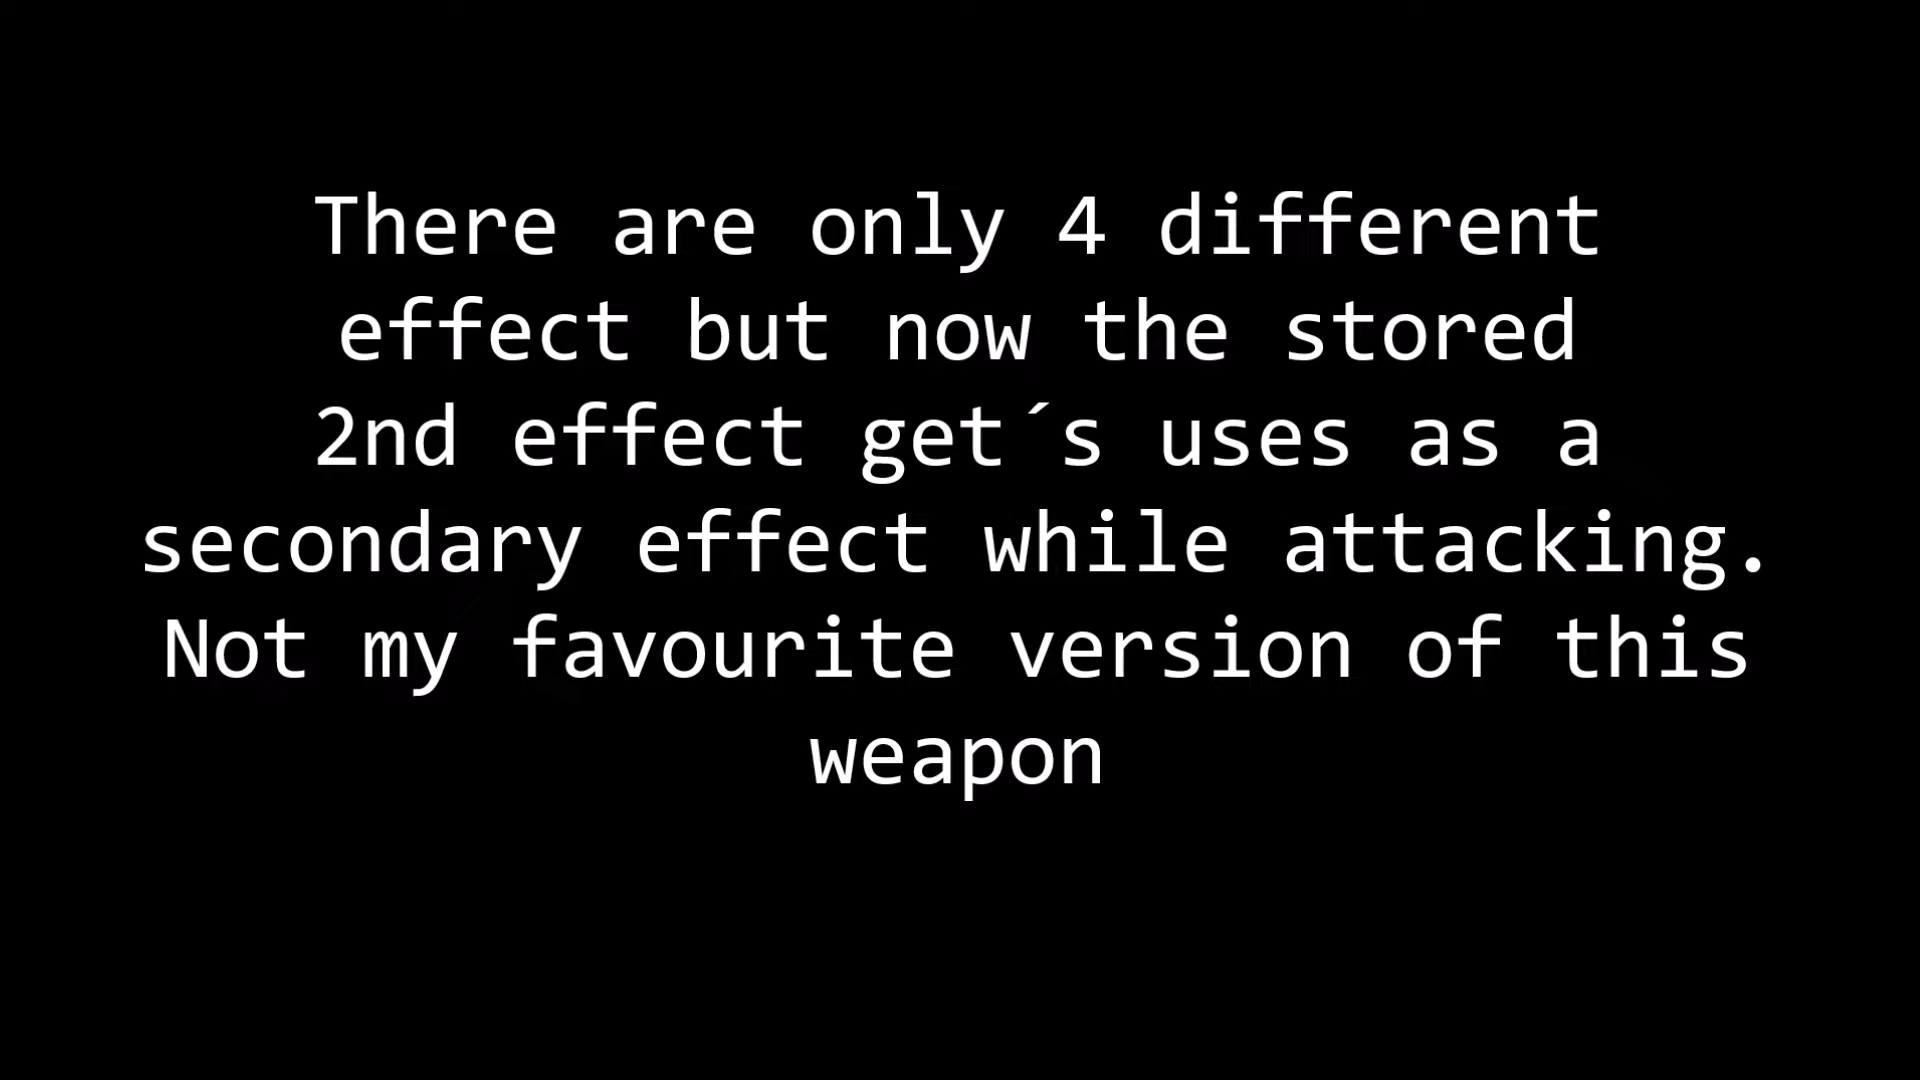 There are only 4 different
effect but now the stored
2nd effect get´s uses as a
secondary effect while attacking.
Not my favourite version of this
weapon